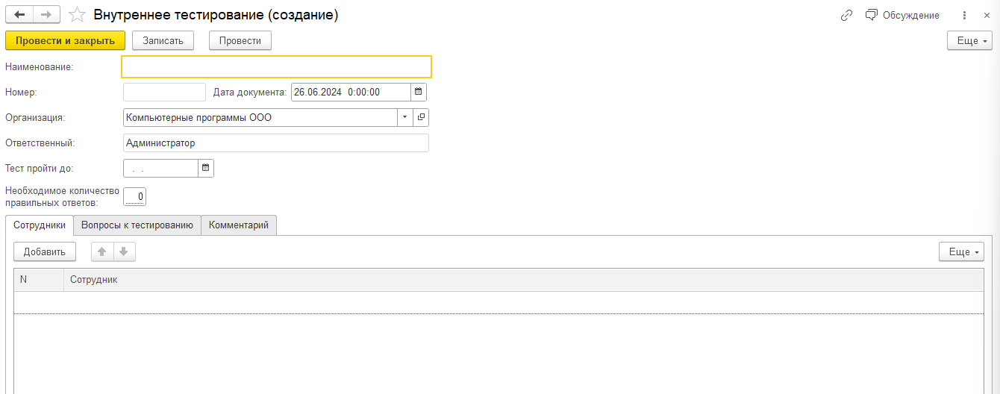 Внутреннее тестирование (создание)
Обсуждение
Провести и закрыть Записать Провести Еще
Наименование:
Номер: Дата документа: 26.06.2024 0:00:00
Организация: Компьютерные программы ООО
Ответственный: Администратор
Тест пройти до: . .
Необходимое количество
правильных ответов: 0
Сотрудники Вопросы к тестированию Комментарий
Добавить Еще
N Сотрудник